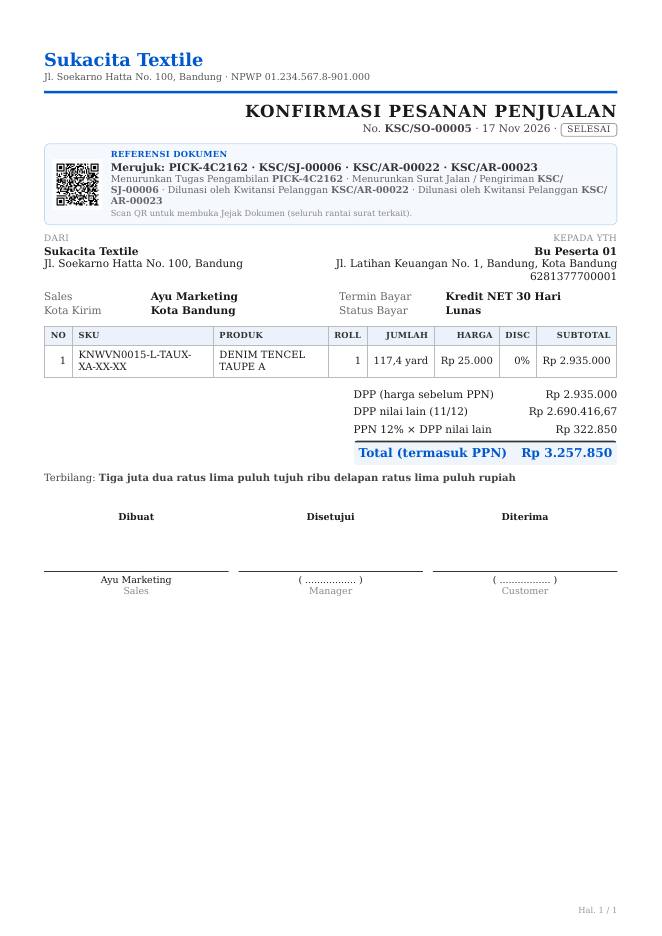 Sukacita Textile
Jl. Soekarno Hatta No. 100, Bandung · NPWP 01.234.567.8-901.000
KONFIRMASI PESANAN PENJUALAN
No. KSC/SO-00005 · 17 Nov 2026 · SELESAI
REFERENSI DOKUMEN
Merujuk: PICK-4C2162 · KSC/SJ-00006 · KSC/AR-00022 · KSC/AR-00023
Menurunkan Tugas Pengambilan PICK-4C2162 · Menurunkan Surat Jalan / Pengiriman KSC/
SJ-00006 · Dilunasi oleh Kwitansi Pelanggan KSC/AR-00022 · Dilunasi oleh Kwitansi Pelanggan KSC/
AR-00023
Scan QR untuk membuka Jejak Dokumen (seluruh rantai surat terkait).
DARI
Sukacita Textile
Jl. Soekarno Hatta No. 100, Bandung
KEPADA YTH
Bu Peserta 01
Jl. Latihan Keuangan No. 1, Bandung, Kota Bandung
6281377700001
Sales Ayu Marketing Termin Bayar Kredit NET 30 Hari
Kota Kirim Kota Bandung Status Bayar Lunas
NO SKU PRODUK ROLL JUMLAH HARGA DISC SUBTOTAL
1 KNWVN0015-L-TAUX-XA-XX-XX DENIM TENCEL TAUPE A 1 117,4 yard Rp 25.000 0% Rp 2.935.000
DPP (harga sebelum PPN) Rp 2.935.000
DPP nilai lain (11/12) Rp 2.690.416,67
PPN 12% × DPP nilai lain Rp 322.850
Total (termasuk PPN) Rp 3.257.850
Terbilang: Tiga juta dua ratus lima puluh tujuh ribu delapan ratus lima puluh rupiah
Dibuat Disetujui Diterima
Ayu Marketing ( ................ ) ( ................ )
Sales Manager Customer
Hal. 1 / 1